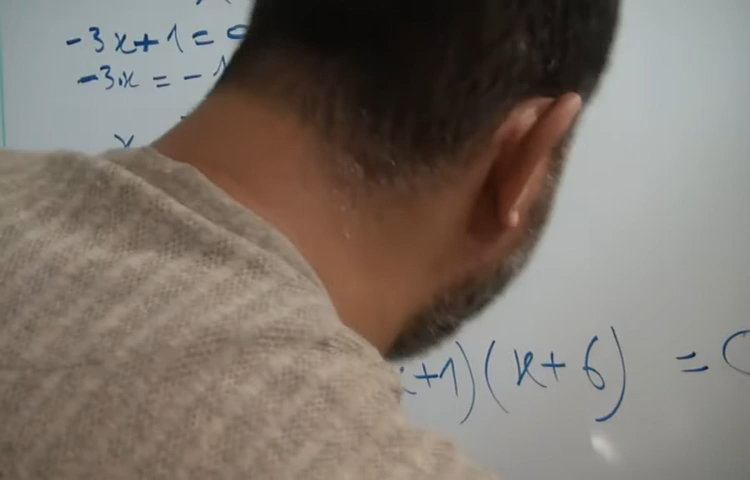 -3x+1=0
-3x = -1
x
x+1)(x+6) = 0